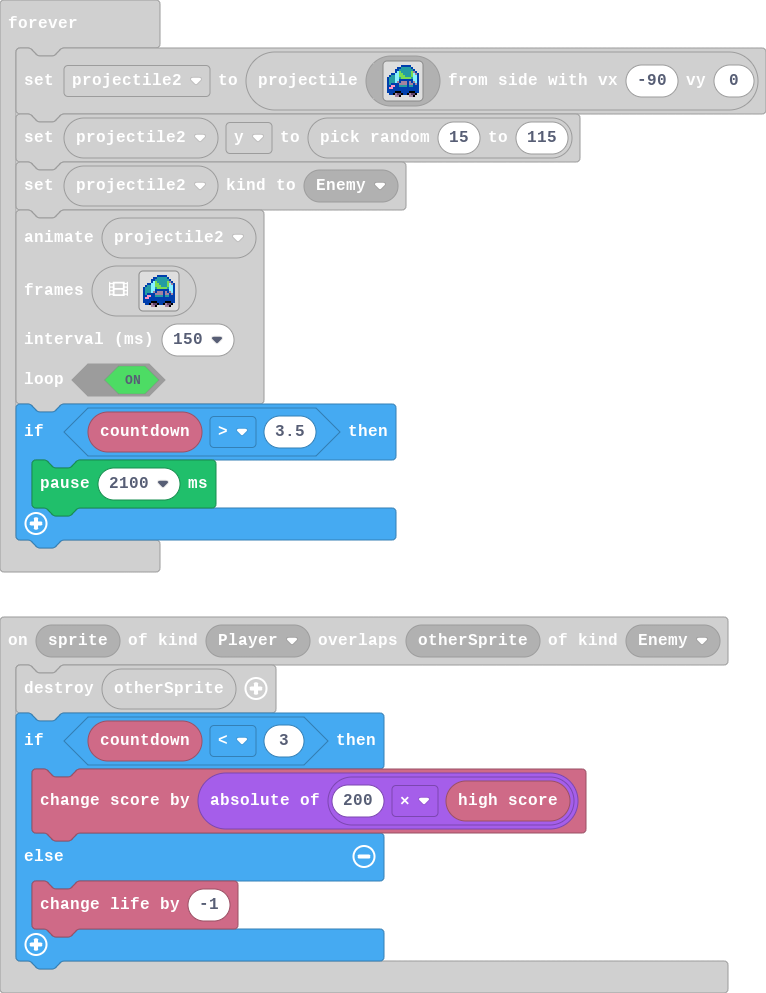 forever
set projectile2 to projectile from side with vx -90 vy 0
set projectile2 y to pick random 15 to 115
set projectile2 kind to Enemy
animate projectile2
frames
interval (ms) 150
loop ON
if countdown > 3.5 then
pause 2100 ms
on sprite of kind Player overlaps otherSprite of kind Enemy
destroy otherSprite
if countdown < 3 then
change score by absolute of 200 × high score
else
change life by -1